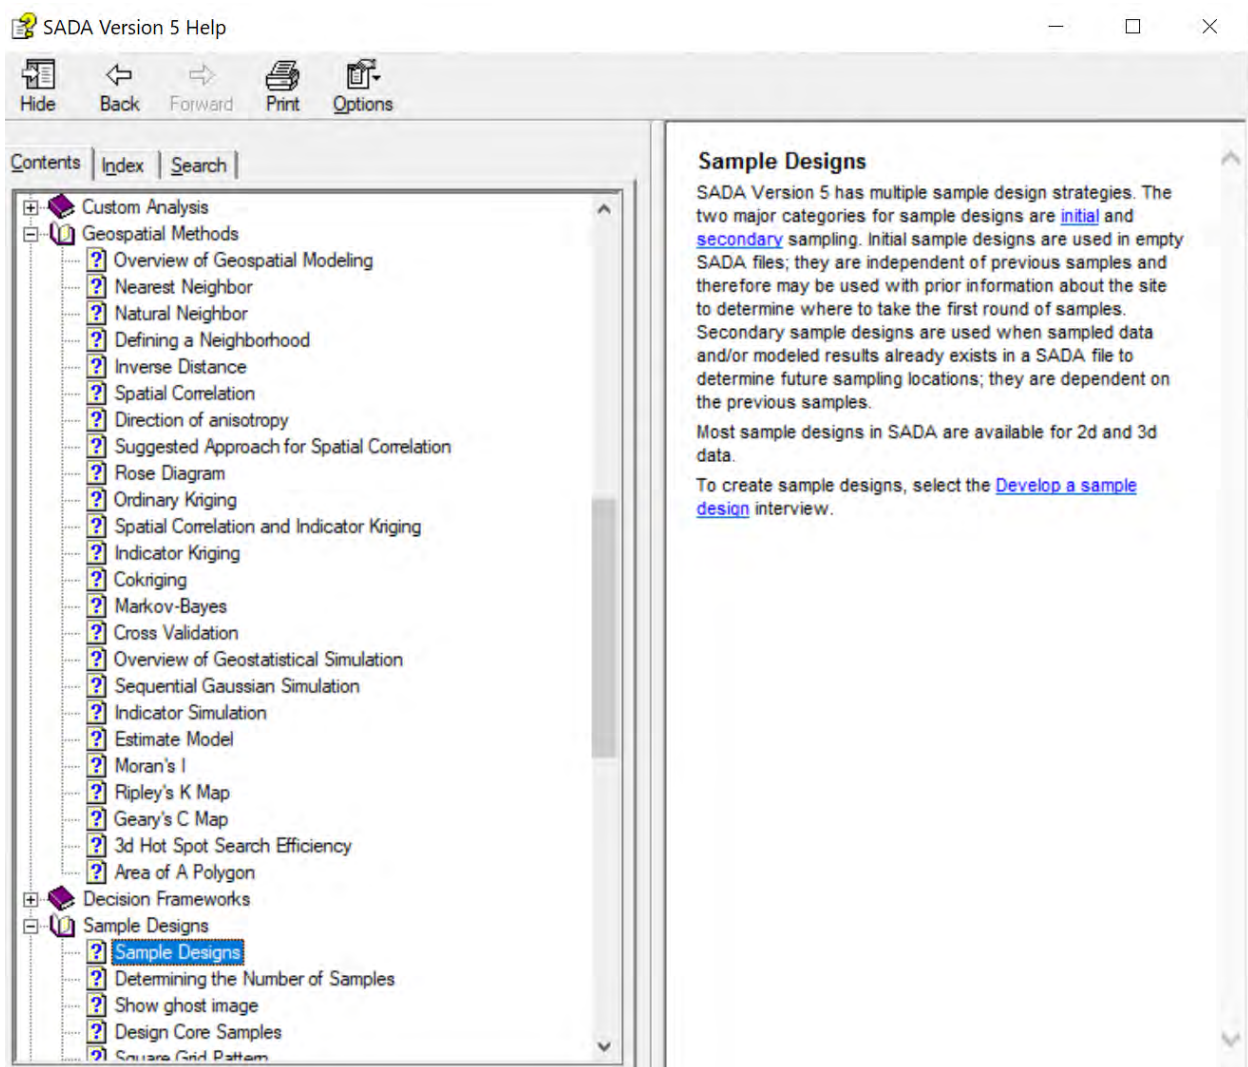 SADA Version 5 Help
Hide Back Forward Print Options
Contents Index Search
Custom Analysis
Geospatial Methods
Overview of Geospatial Modeling
Nearest Neighbor
Natural Neighbor
Defining a Neighborhood
Inverse Distance
Spatial Correlation
Direction of anisotropy
Suggested Approach for Spatial Correlation
Rose Diagram
Ordinary Kriging
Spatial Correlation and Indicator Kriging
Indicator Kriging
Cokriging
Markov-Bayes
Cross Validation
Overview of Geostatistical Simulation
Sequential Gaussian Simulation
Indicator Simulation
Estimate Model
Moran's I
Ripley's K Map
Geary's C Map
3d Hot Spot Search Efficiency
Area of A Polygon
Decision Frameworks
Sample Designs
Sample Designs
Determining the Number of Samples
Show ghost image
Design Core Samples
Square Grid Pattern
Sample Designs
SADA Version 5 has multiple sample design strategies. The
two major categories for sample designs are initial and
secondary sampling. Initial sample designs are used in empty
SADA files; they are independent of previous samples and
therefore may be used with prior information about the site
to determine where to take the first round of samples.
Secondary sample designs are used when sampled data
and/or modeled results already exists in a SADA file to
determine future sampling locations; they are dependent on
the previous samples.
Most sample designs in SADA are available for 2d and 3d
data.
To create sample designs, select the Develop a sample
design interview.